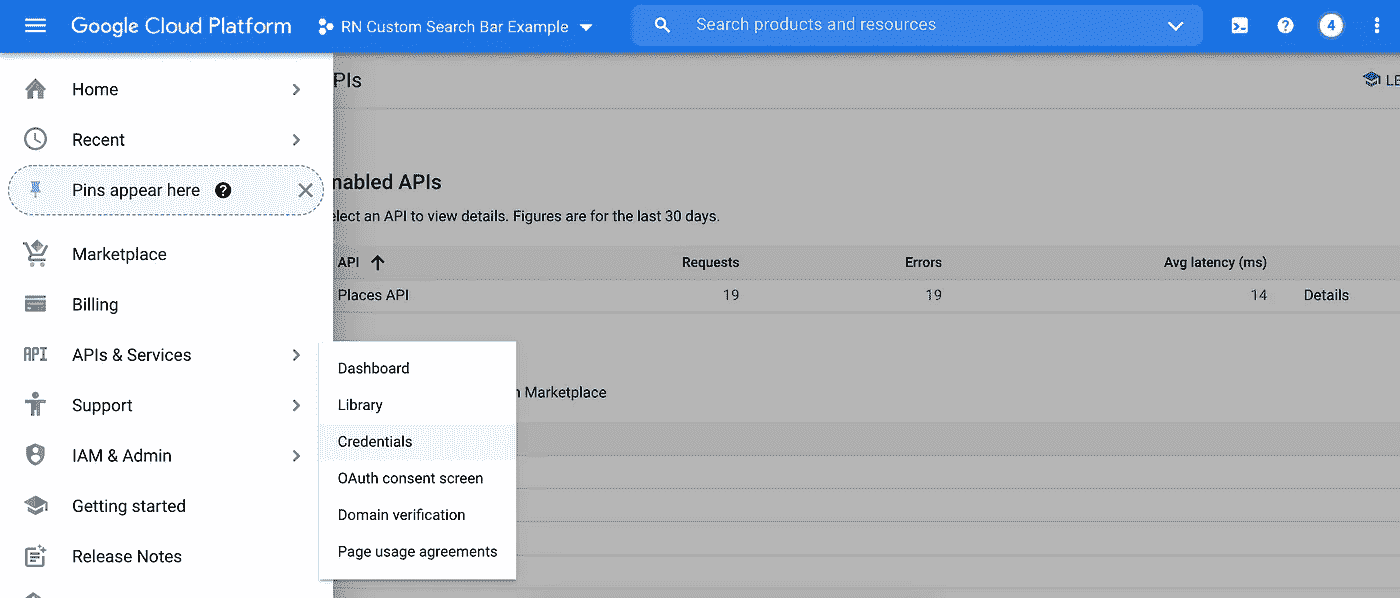 Google Cloud Platform
RN Custom Search Bar Example
Search products and resources
4
Home
Recent
Pins appear here
Marketplace
Billing
API APIs & Services
Support
IAM & Admin
Getting started
Release Notes
Dashboard
Library
Credentials
OAuth consent screen
Domain verification
Page usage agreements
PIs
LE
nabled APIs
elect an API to view details. Figures are for the last 30 days.
API Requests Errors Avg latency (ms)
Places API 19 19 14 Details
n Marketplace